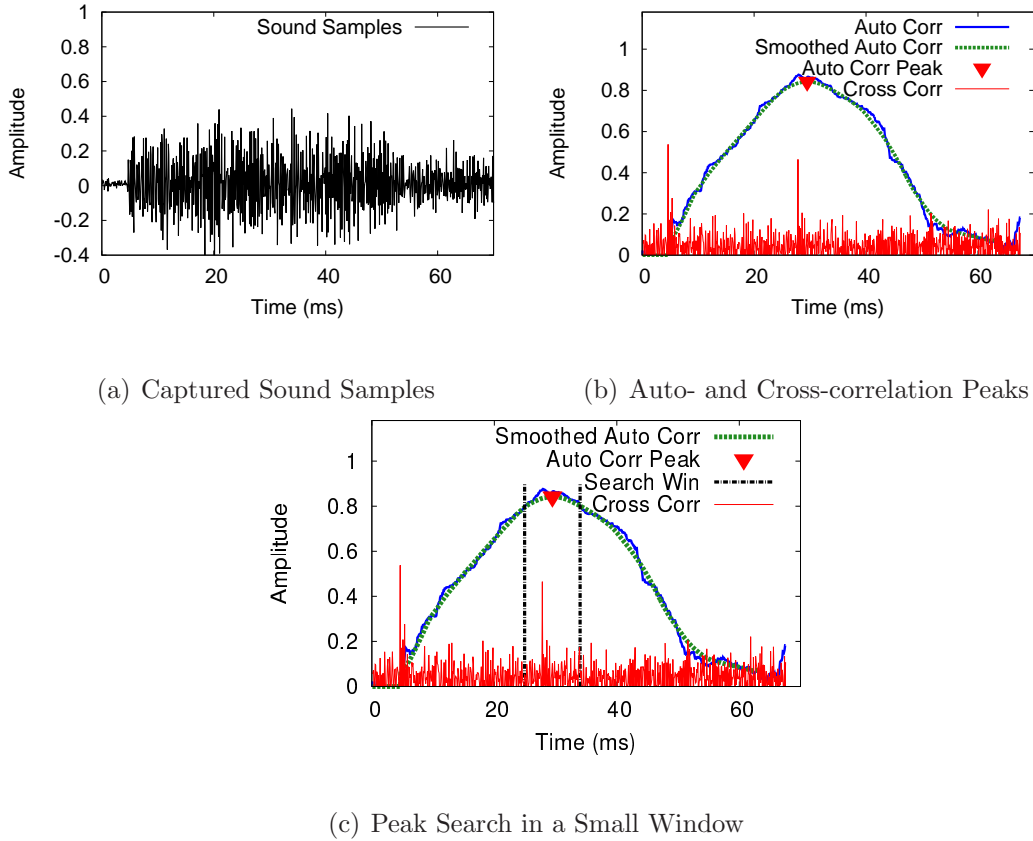 1
0.8
0.6
0.4
0.2
0
-0.2
-0.4
0
20
40
60
Amplitude
Time (ms)
Sound Samples
(a) Captured Sound Samples
0
0.2
0.4
0.6
0.8
1
0
20
40
60
Amplitude
Time (ms)
Auto Corr
Smoothed Auto Corr
Auto Corr Peak
Cross Corr
(b) Auto- and Cross-correlation Peaks
0
0.2
0.4
0.6
0.8
1
0
20
40
60
Amplitude
Time (ms)
Smoothed Auto Corr
Auto Corr Peak
Search Win
Cross Corr
(c) Peak Search in a Small Window